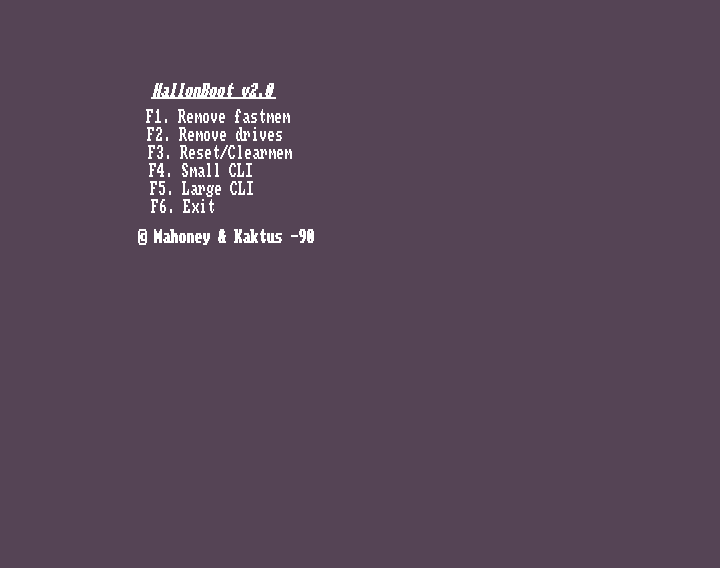 HallonBoot v2.0
F1. Remove fastmem
F2. Remove drives
F3. Reset/Clearmem
F4. Small CLI
F5. Large CLI
F6. Exit
@ Mahoney & Kaktus -90